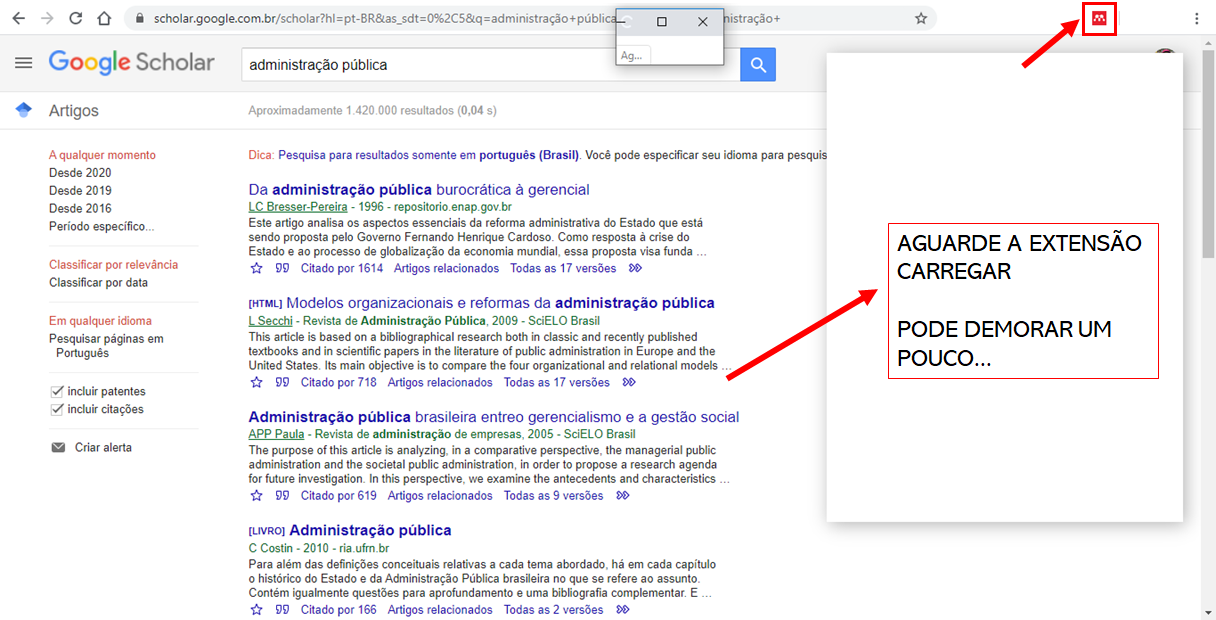 scholar.google.com.br/scholar?hl=pt-BR&as_sdt=0%2C5&q=administração+pública
nistração+
Ag...
Google Scholar
administração pública
Artigos
Aproximadamente 1.420.000 resultados (0,04 s)
A qualquer momento
Desde 2020
Desde 2019
Desde 2016
Período específico...
Classificar por relevância
Classificar por data
Em qualquer idioma
Pesquisar páginas em
Português
incluir patentes
incluir citações
Criar alerta
Dica: Pesquisa para resultados somente em português (Brasil). Você pode especificar seu idioma para pesquis
Da administração pública burocrática à gerencial
LC Bresser-Pereira - 1996 - repositorio.enap.gov.br
Este artigo analisa os aspectos essenciais da reforma administrativa do Estado que está
sendo proposta pelo Governo Fernando Henrique Cardoso. Como resposta à crise do
Estado e ao processo de globalização da economia mundial, essa proposta visa funda ...
Citado por 1614 Artigos relacionados Todas as 17 versões
[HTML] Modelos organizacionais e reformas da administração pública
L Secchi - Revista de Administração Pública, 2009 - SciELO Brasil
This article is based on a bibliographical research both in classic and recently published
textbooks and in scientific papers in the literature of public administration in Europe and the
United States. Its main objective is to compare the four organizational and relational models ...
Citado por 718 Artigos relacionados Todas as 17 versões
Administração pública brasileira entreo gerencialismo e a gestão social
APP Paula - Revista de administração de empresas, 2005 - SciELO Brasil
The purpose of this article is analyzing, in a comparative perspective, the managerial public
administration and the societal public administration, in order to propose a research agenda
for future investigation. In this perspective, we examine the antecedents and characteristics ...
Citado por 619 Artigos relacionados Todas as 9 versões
[LIVRO] Administração pública
C Costin - 2010 - ria.ufrn.br
Para além das definições conceituais relativas a cada tema abordado, há em cada capítulo
o histórico do Estado e da Administração Pública brasileira no que se refere ao assunto.
Contém igualmente questões para aprofundamento e uma bibliografia complementar. E ...
Citado por 166 Artigos relacionados Todas as 2 versões
AGUARDE A EXTENSÃO
CARREGAR
PODE DEMORAR UM
POUCO...